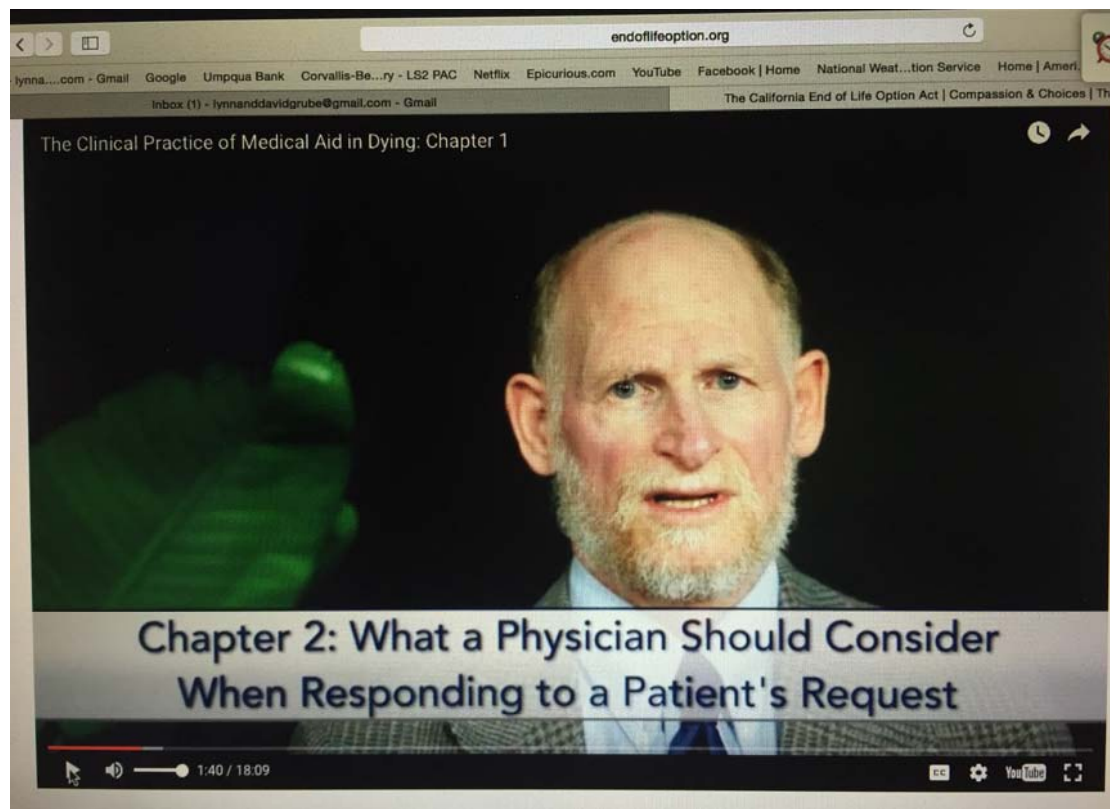 endoflifeoption.org
lynna....com - Gmail Google Umpqua Bank Corvallis-Be...ry - LS2 PAC Netflix Epicurious.com YouTube Facebook | Home National Weat...tion Service Home | Ameri.
Inbox (1) - lynnanddavidgrube@gmail.com - Gmail The California End of Life Option Act | Compassion & Choices | Th
The Clinical Practice of Medical Aid in Dying: Chapter 1
Chapter 2: What a Physician Should Consider
When Responding to a Patient's Request
1:40 / 18:09 CC YouTube